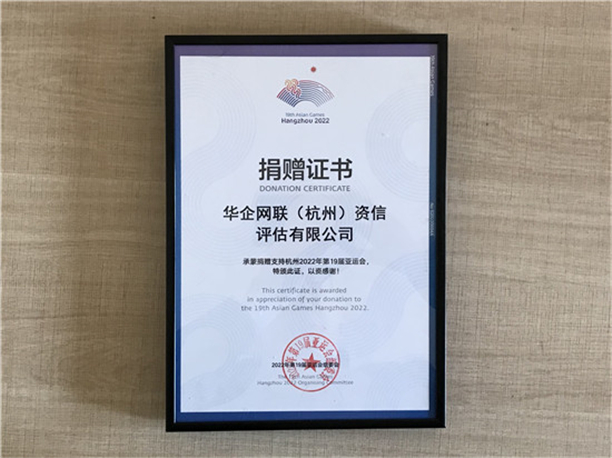 19th Asian Games
Hangzhou 2022
捐赠证书
DONATION CERTIFICATE
华企网联（杭州）资信
评估有限公司
承蒙捐赠支持杭州2022年第19届亚运会，
特颁此证，以资感谢！
This certificate is awarded
in appreciation of your donation to
the 19th Asian Games Hangzhou 2022.
2022年第19届亚运会组委会
The 19th Asian Games
Hangzhou 2022 Organising Committee